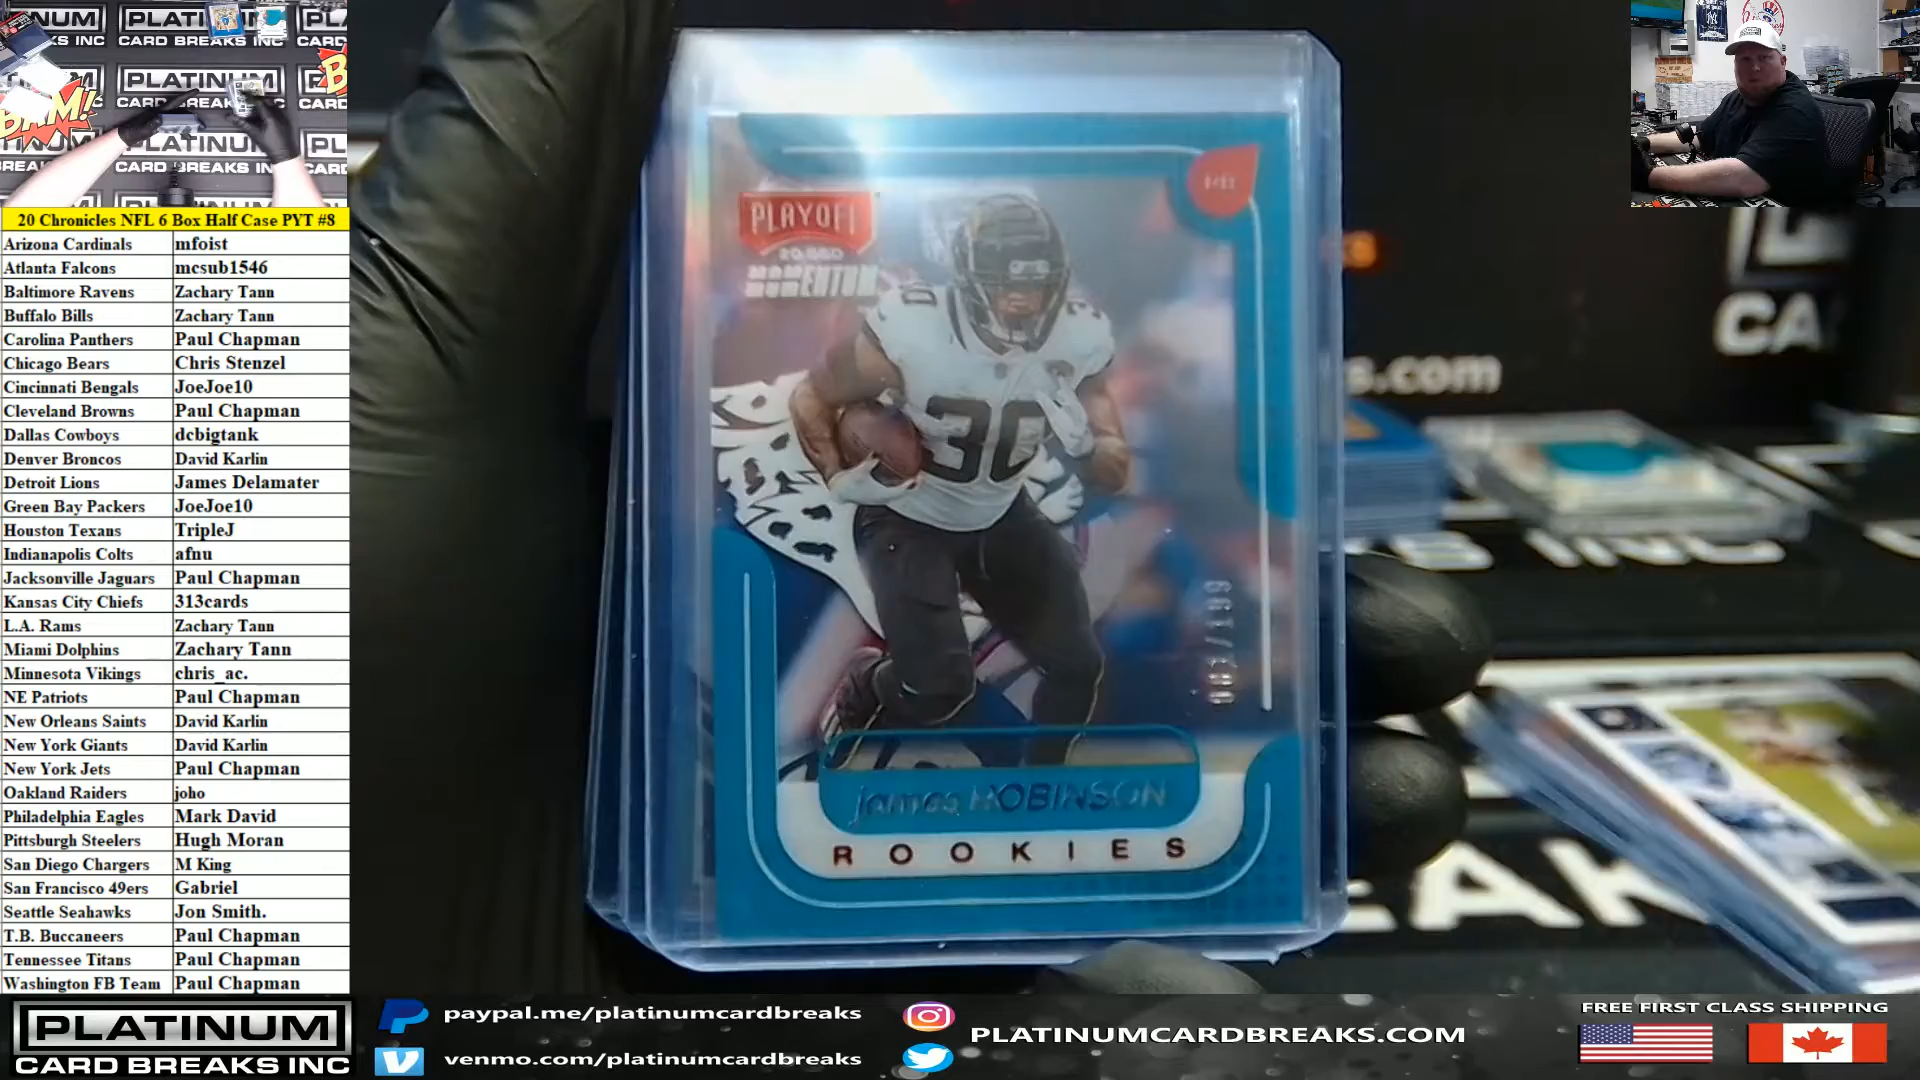 PLATINUM
CARD BREAKS INC
BAM!
20 Chronicles NFL 6 Box Half Case PYT #8
Arizona Cardinals mfoist
Atlanta Falcons mcsub1546
Baltimore Ravens Zachary Tann
Buffalo Bills Zachary Tann
Carolina Panthers Paul Chapman
Chicago Bears Chris Stenzel
Cincinnati Bengals JoeJoe10
Cleveland Browns Paul Chapman
Dallas Cowboys dcbigtank
Denver Broncos David Karlin
Detroit Lions James Delamater
Green Bay Packers JoeJoe10
Houston Texans TripleJ
Indianapolis Colts afnu
Jacksonville Jaguars Paul Chapman
Kansas City Chiefs 313cards
L.A. Rams Zachary Tann
Miami Dolphins Zachary Tann
Minnesota Vikings chris_ac.
NE Patriots Paul Chapman
New Orleans Saints David Karlin
New York Giants David Karlin
New York Jets Paul Chapman
Oakland Raiders joho
Philadelphia Eagles Mark David
Pittsburgh Steelers Hugh Moran
San Diego Chargers M King
San Francisco 49ers Gabriel
Seattle Seahawks Jon Smith.
T.B. Buccaneers Paul Chapman
Tennessee Titans Paul Chapman
Washington FB Team Paul Chapman
PLAYOFF
MOMENTUM
30
James ROBINSON
ROOKIES
CA
s.com
PLATINUM
CARD BREAKS INC
paypal.me/platinumcardbreaks
venmo.com/platinumcardbreaks
PLATINUMCARDBREAKS.COM
FREE FIRST CLASS SHIPPING